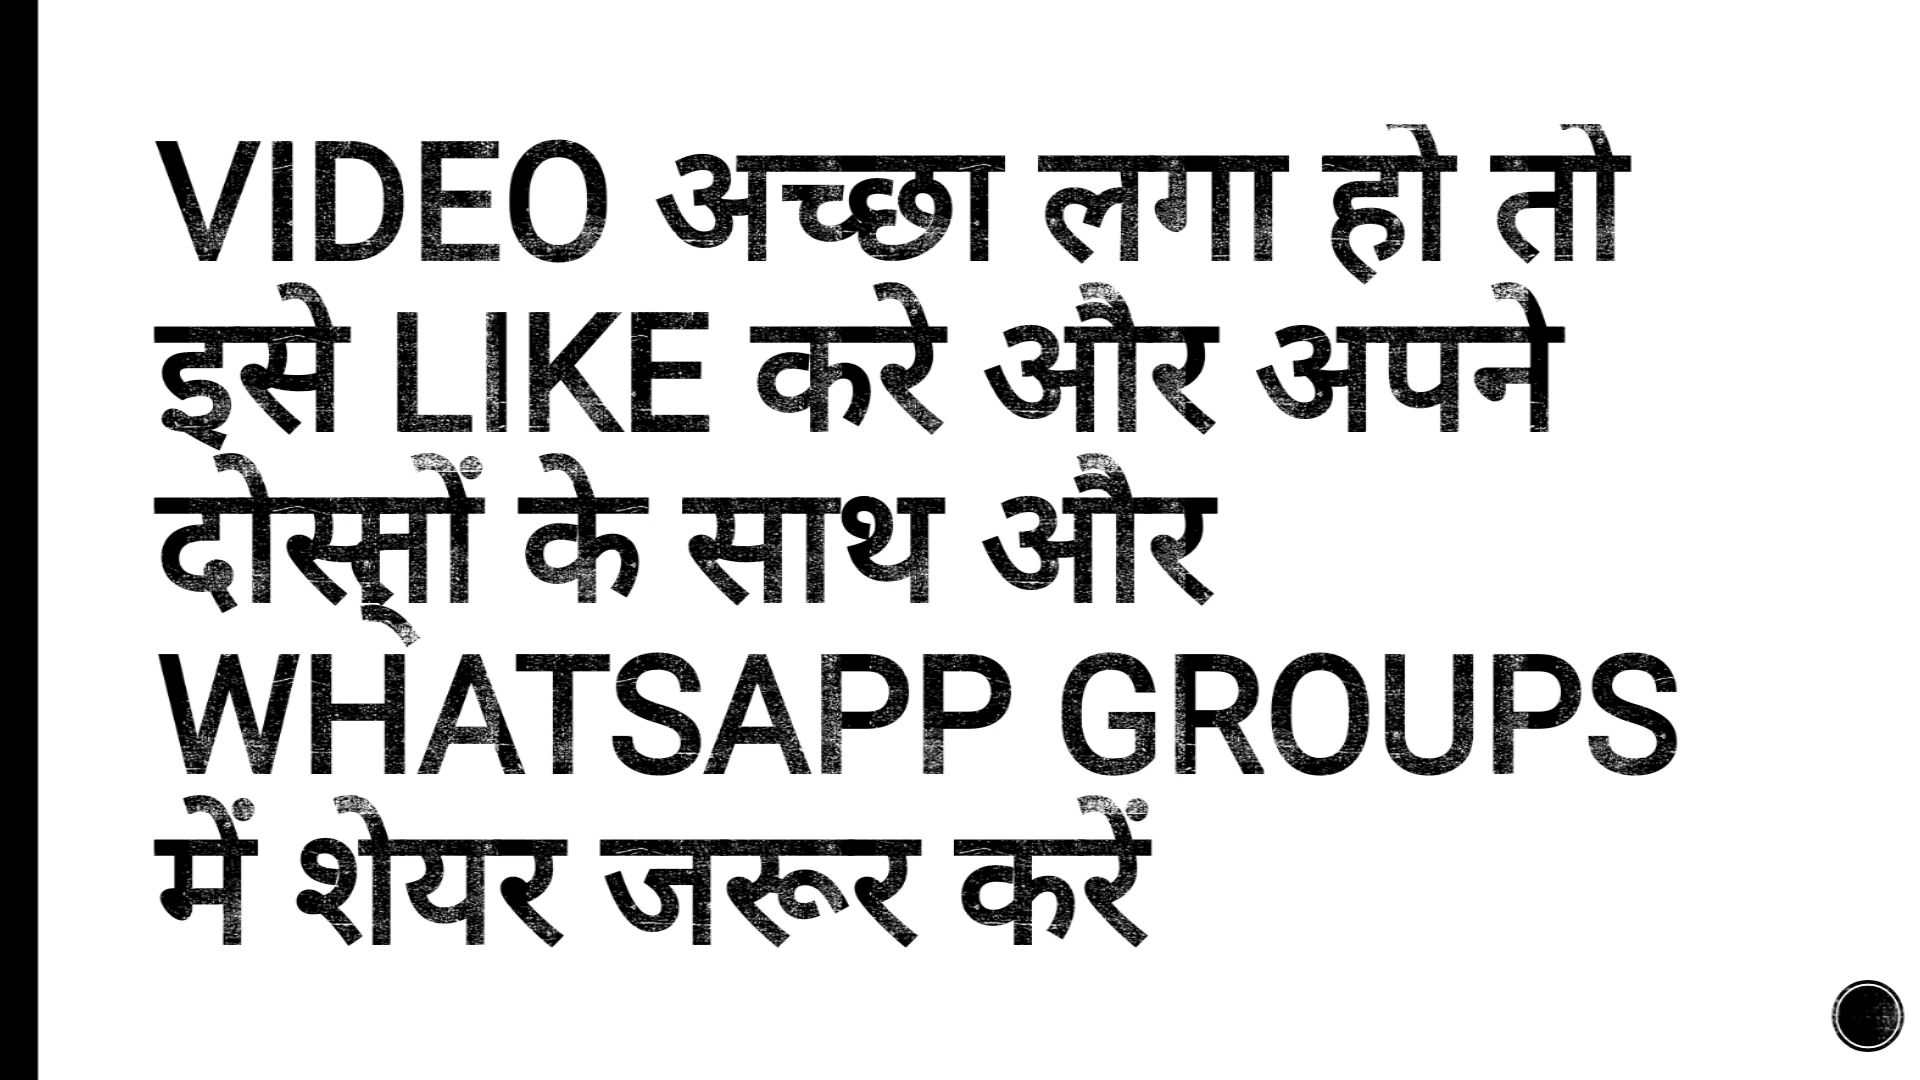 VIDEO अच्छा लगा हो तो
इसे LIKE करे और अपने
दोस्तों के साथ और
WHATSAPP GROUPS
में शेयर जरूर करें